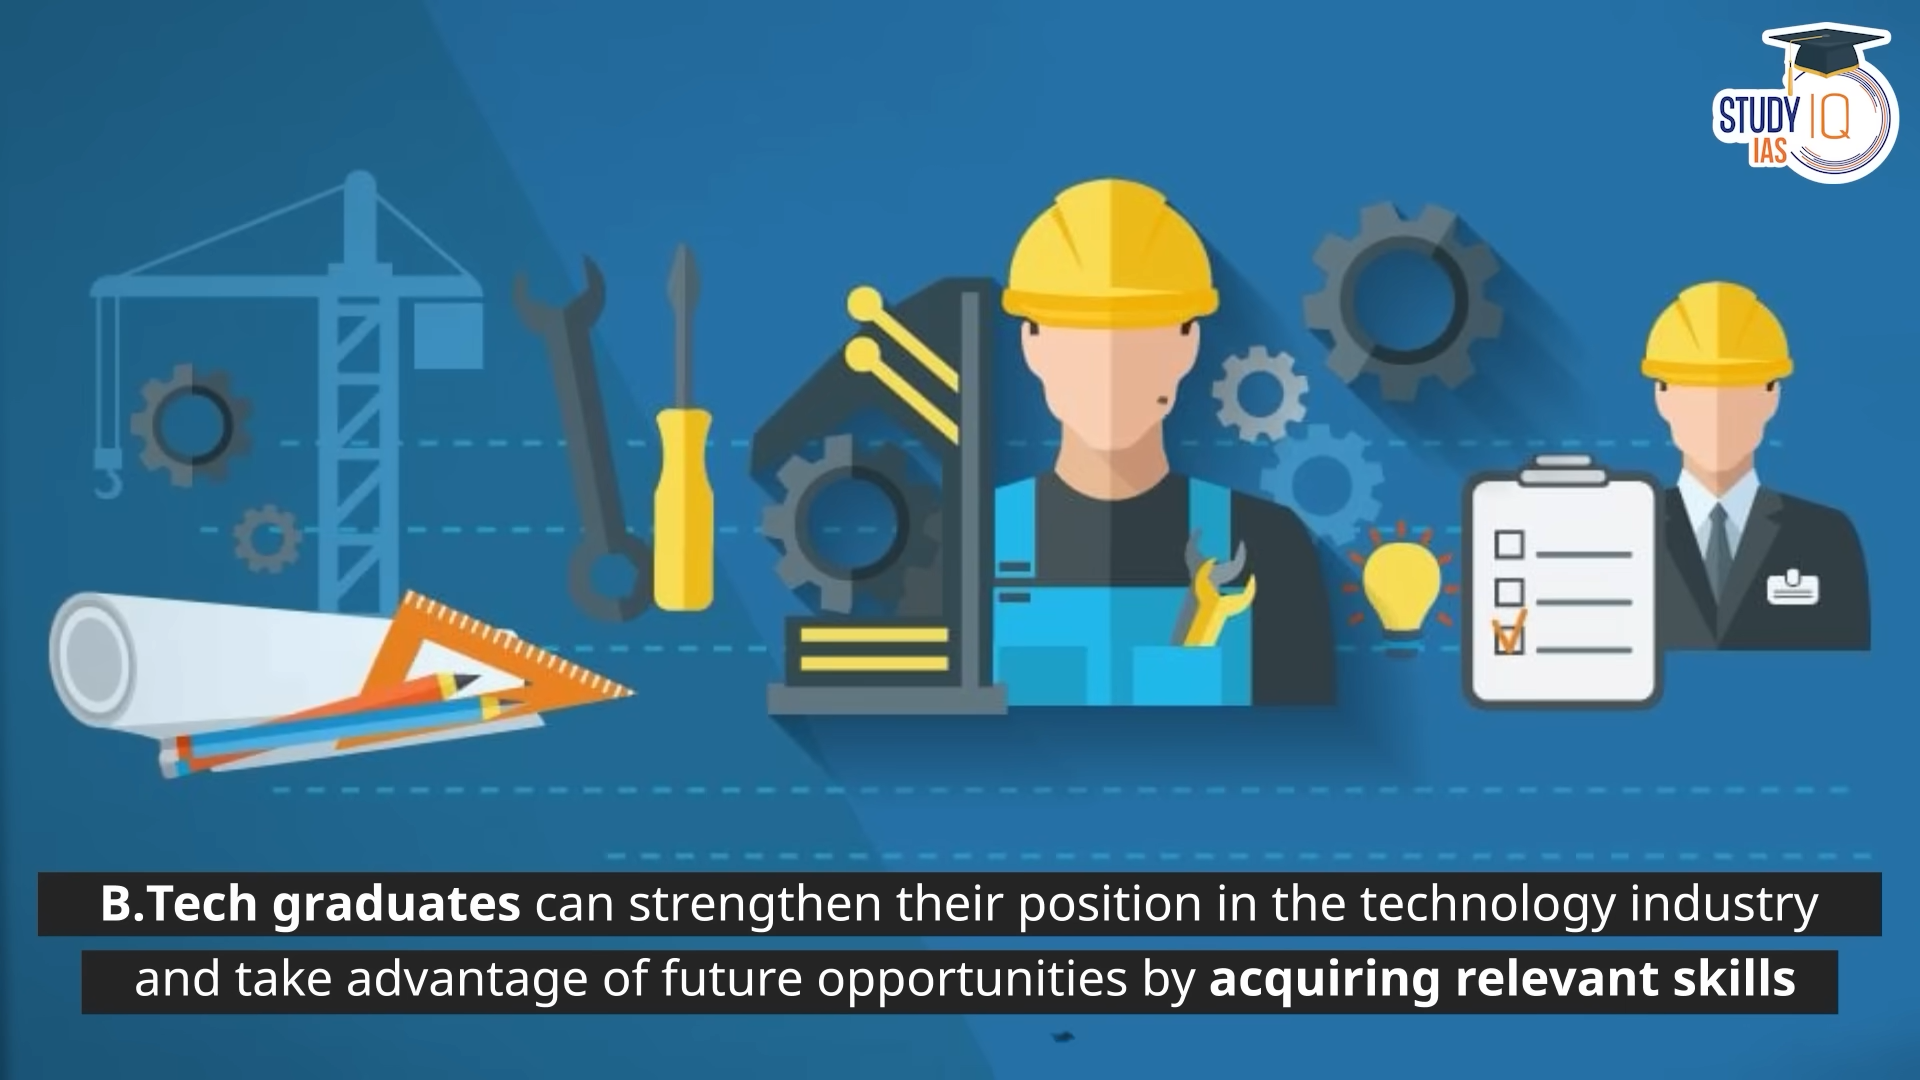 STUDY IQ
IAS
B.Tech graduates can strengthen their position in the technology industry
and take advantage of future opportunities by acquiring relevant skills